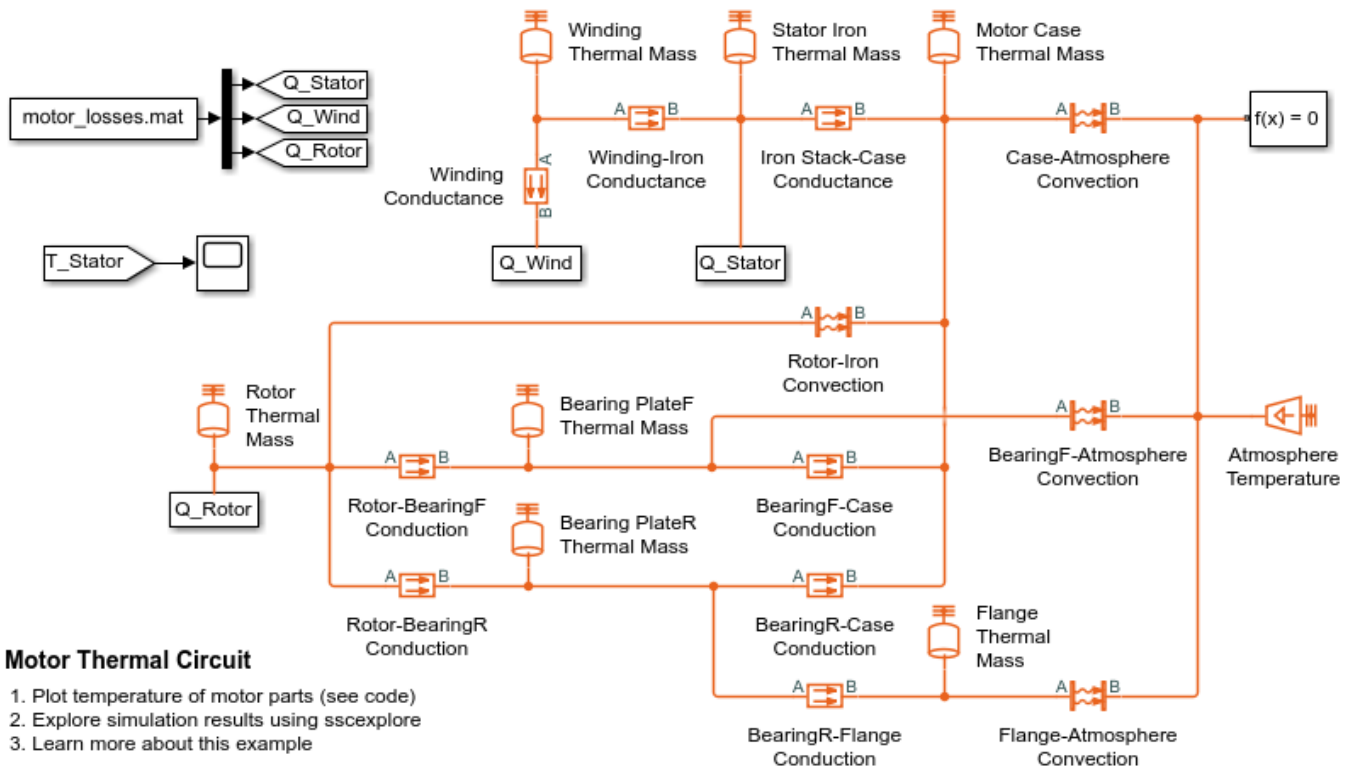 Winding
Thermal Mass
Stator Iron
Thermal Mass
Motor Case
Thermal Mass
motor_losses.mat
Q_Stator
Q_Wind
Q_Rotor
A
B
A
B
A
B
f(x) = 0
Winding-Iron
Conductance
Iron Stack-Case
Conductance
Case-Atmosphere
Convection
Winding
Conductance
A
B
T_Stator
Q_Wind
Q_Stator
A
B
Rotor-Iron
Convection
Rotor
Thermal
Mass
Bearing PlateF
Thermal Mass
A
B
BearingF-Atmosphere
Convection
Atmosphere
Temperature
A
B
A
B
Q_Rotor
Rotor-BearingF
Conduction
BearingF-Case
Conduction
Bearing PlateR
Thermal Mass
A
B
A
B
Rotor-BearingR
Conduction
BearingR-Case
Conduction
Flange
Thermal
Mass
A
B
A
B
BearingR-Flange
Conduction
Flange-Atmosphere
Convection
Motor Thermal Circuit
1. Plot temperature of motor parts (see code)
2. Explore simulation results using sscexplore
3. Learn more about this example